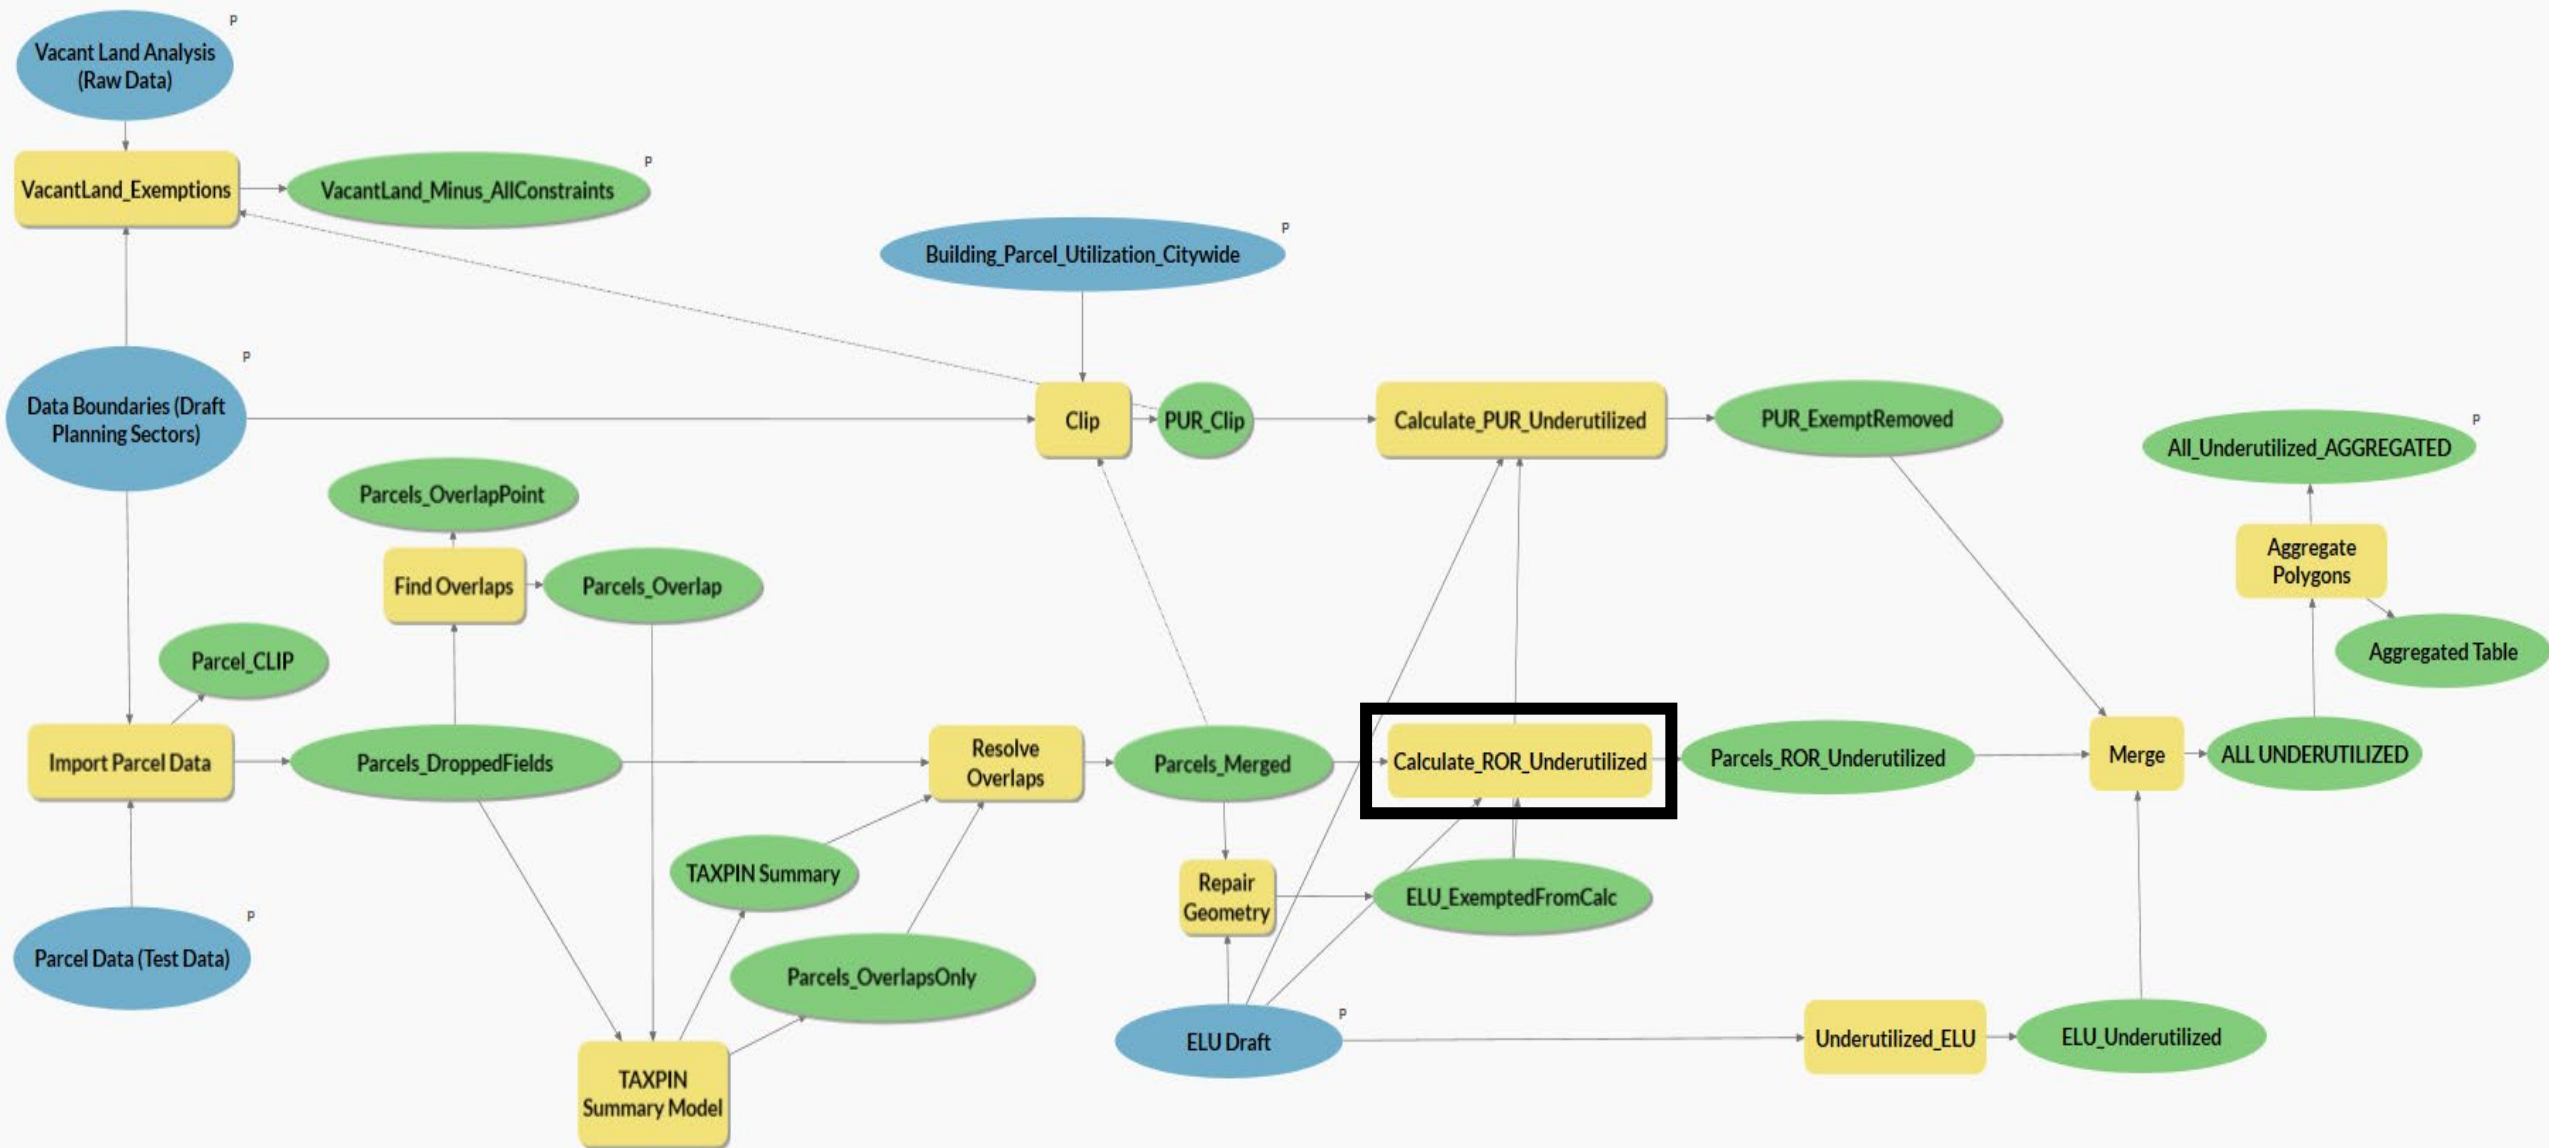 P
Vacant Land Analysis
(Raw Data)
VacantLand_Exemptions
P
VacantLand_Minus_AllConstraints
P
Building_Parcel_Utilization_Citywide
P
Data Boundaries (Draft
Planning Sectors)
Clip
PUR_Clip
Calculate_PUR_Underutilized
PUR_ExemptRemoved
P
All_Underutilized_AGGREGATED
Parcels_OverlapPoint
Find Overlaps
Parcels_Overlap
Aggregate
Polygons
Aggregated Table
Parcel_CLIP
Import Parcel Data
Parcels_DroppedFields
Resolve
Overlaps
Parcels_Merged
Calculate_ROR_Underutilized
Parcels_ROR_Underutilized
Merge
ALL UNDERUTILIZED
TAXPIN Summary
Repair
Geometry
ELU_ExemptedFromCalc
P
Parcel Data (Test Data)
Parcels_OverlapsOnly
P
ELU Draft
Underutilized_ELU
ELU_Underutilized
TAXPIN
Summary Model